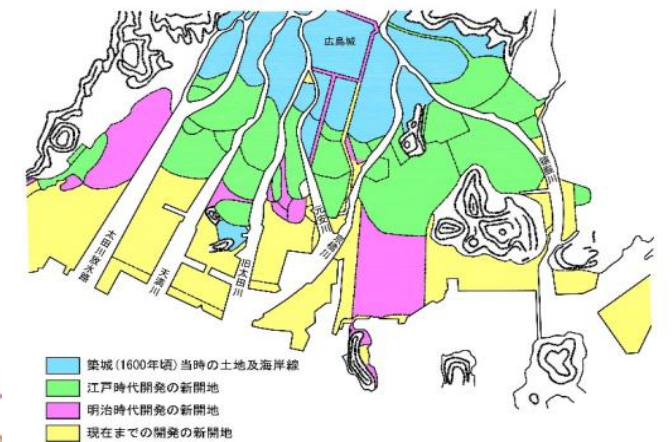 広島城
猿猴川
元安川
京橋川
太田川放水路
天満川
旧太田川
築城(1600年頃)当時の土地及海岸線
江戸時代開発の新開地
明治時代開発の新開地
現在までの開発の新開地